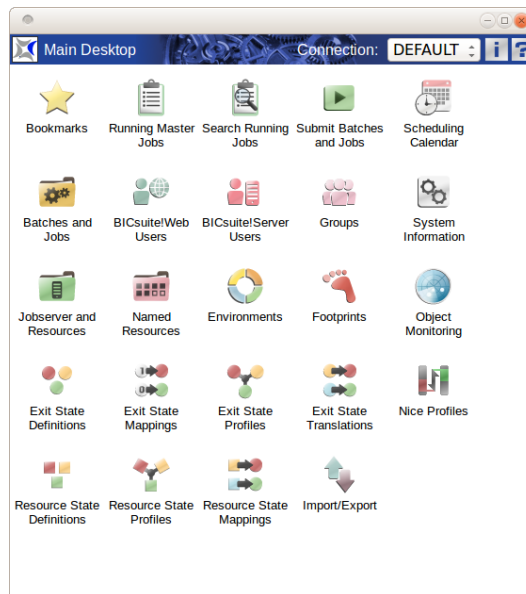 Main Desktop Connection: DEFAULT i ?
Bookmarks Running Master Search Running Submit Batches Scheduling
Jobs Jobs and Jobs Calendar
Batches and BICsuite!Web BICsuite!Server Groups System
Jobs Users Users Information
Jobserver and Named Environments Footprints Object
Resources Resources Monitoring
Exit State Exit State Exit State Exit State Nice Profiles
Definitions Mappings Profiles Translations
Resource State Resource State Resource State Import/Export
Definitions Profiles Mappings